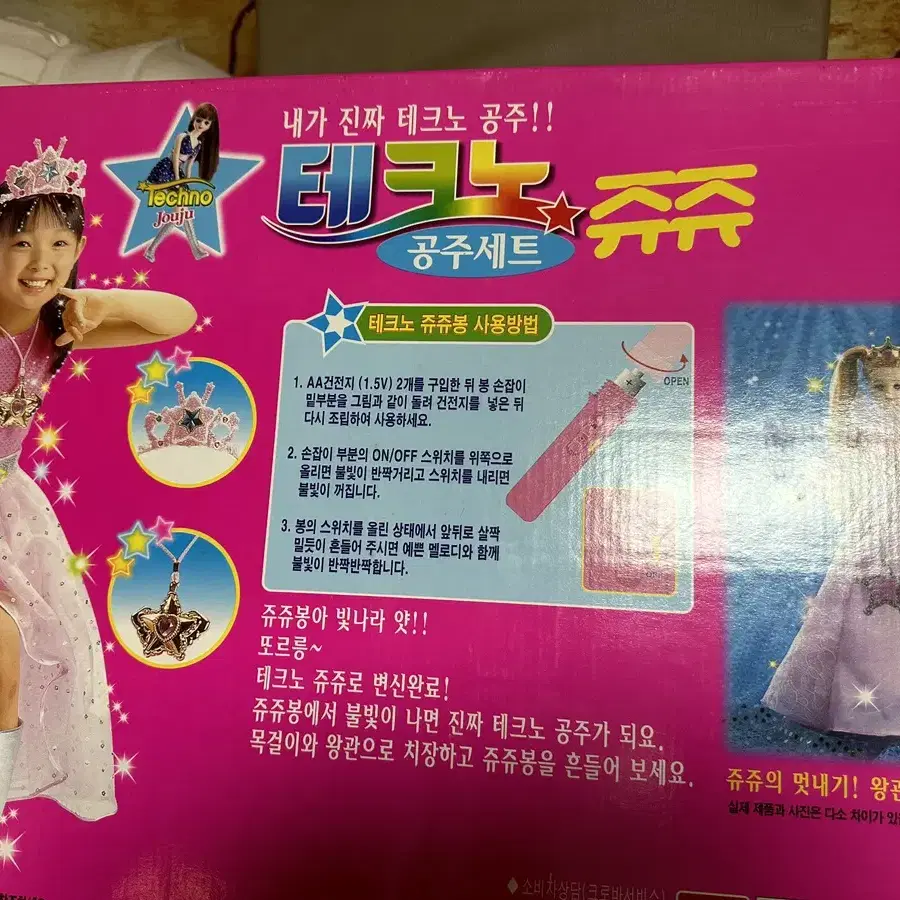 내가 진짜 테크노 공주!!
Techno
Jouju
테크노
쥬쥬
공주세트
테크노 쥬쥬봉 사용방법
OPEN
1. AA건전지 (1.5V) 2개를 구입한 뒤 봉 손잡이
밑부분을 그림과 같이 돌려 건전지를 넣은 뒤
다시 조립하여 사용하세요.
2. 손잡이 부분의 ON/OFF 스위치를 위쪽으로
올리면 불빛이 반짝거리고 스위치를 내리면
불빛이 꺼집니다.
3. 봉의 스위치를 올린 상태에서 앞뒤로 살짝
밀듯이 흔들어 주시면 예쁜 멜로디와 함께
불빛이 반짝반짝합니다.
쥬쥬봉아 빛나라 얏!!
또르릉~
테크노 쥬쥬로 변신완료!
쥬쥬봉에서 불빛이 나면 진짜 테크노 공주가 되요.
목걸이와 왕관으로 치장하고 쥬쥬봉을 흔들어 보세요.
쥬쥬의 멋내기! 왕관
실제 제품과 사진은 다소 차이가 있
◆소비자상담(크로바서비스)